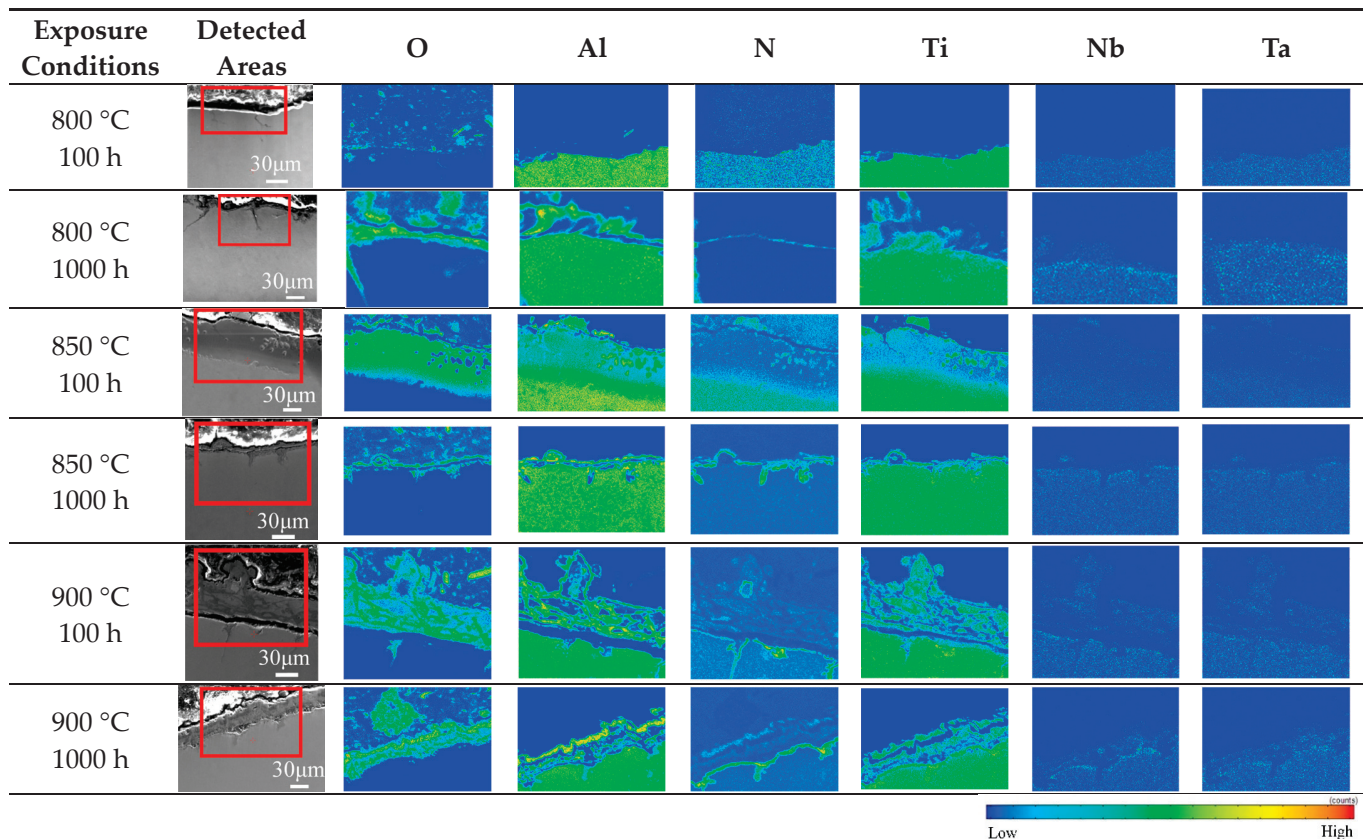 Exposure Conditions Detected Areas O Al N Ti Nb Ta
800 °C
100 h
30μm
800 °C
1000 h
30μm
850 °C
100 h
30μm
850 °C
1000 h
30μm
900 °C
100 h
30μm
900 °C
1000 h
30μm
(counts)
Low High